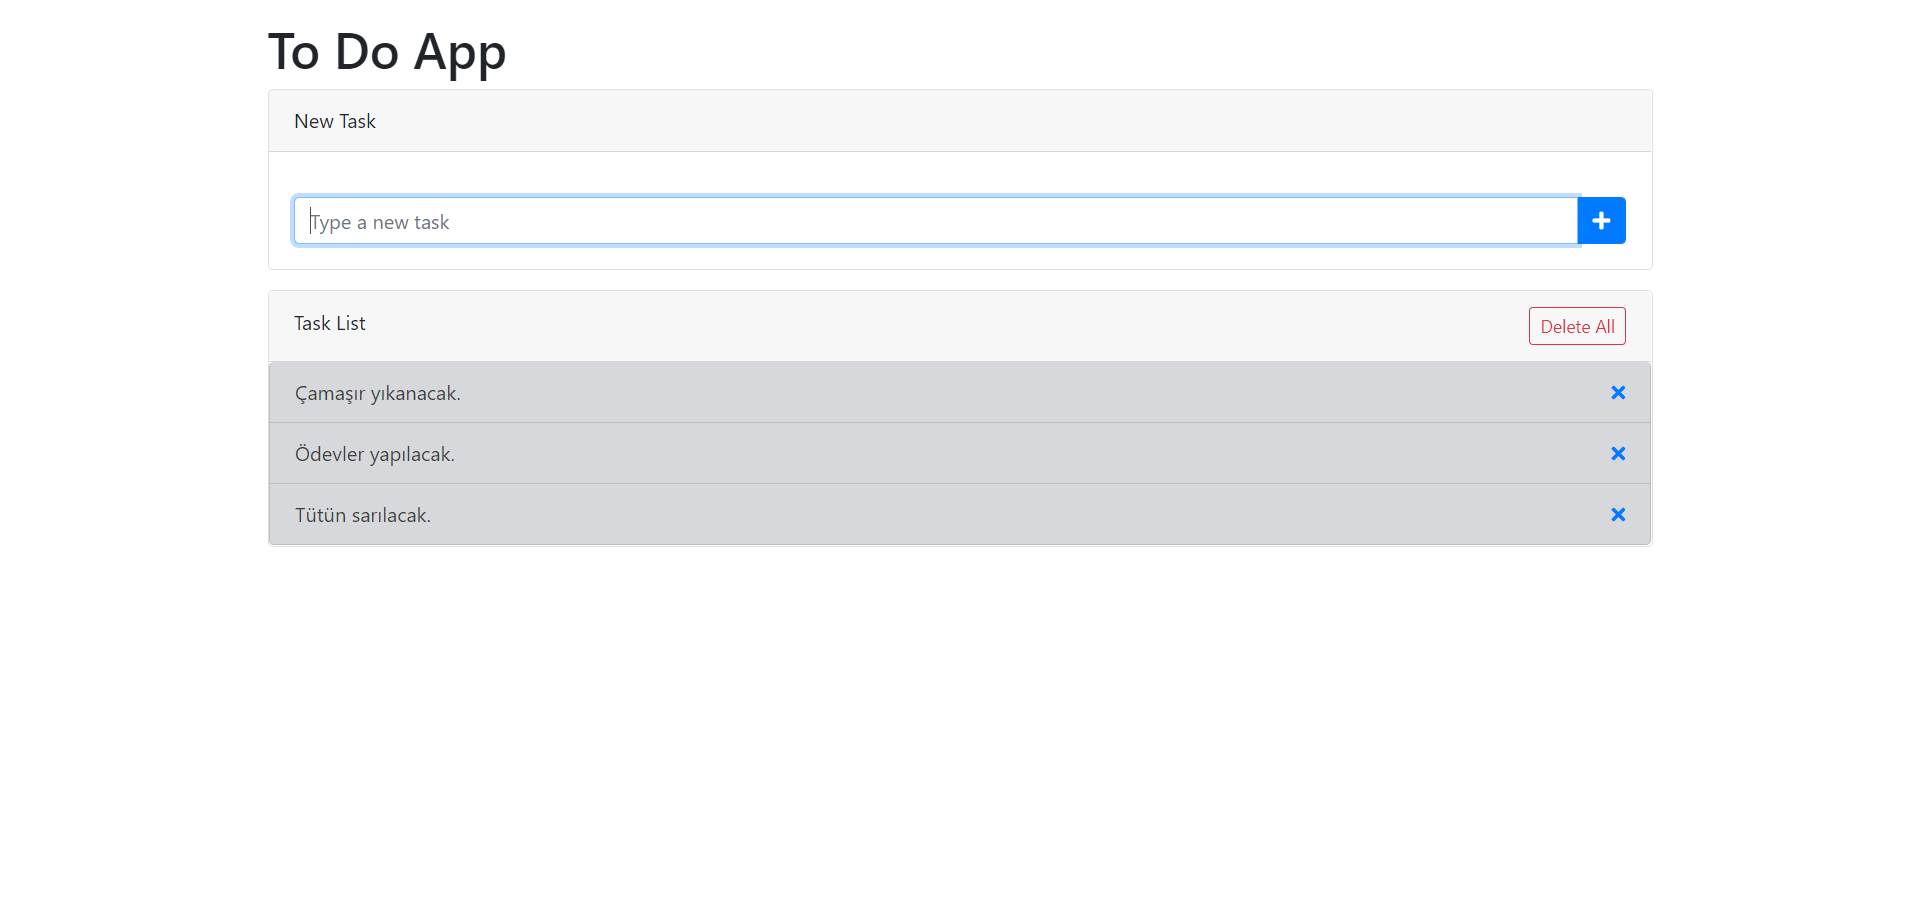 To Do App
New Task
Type a new task
Task List
Delete All
Çamaşır yıkanacak.
Ödevler yapılacak.
Tütün sarılacak.